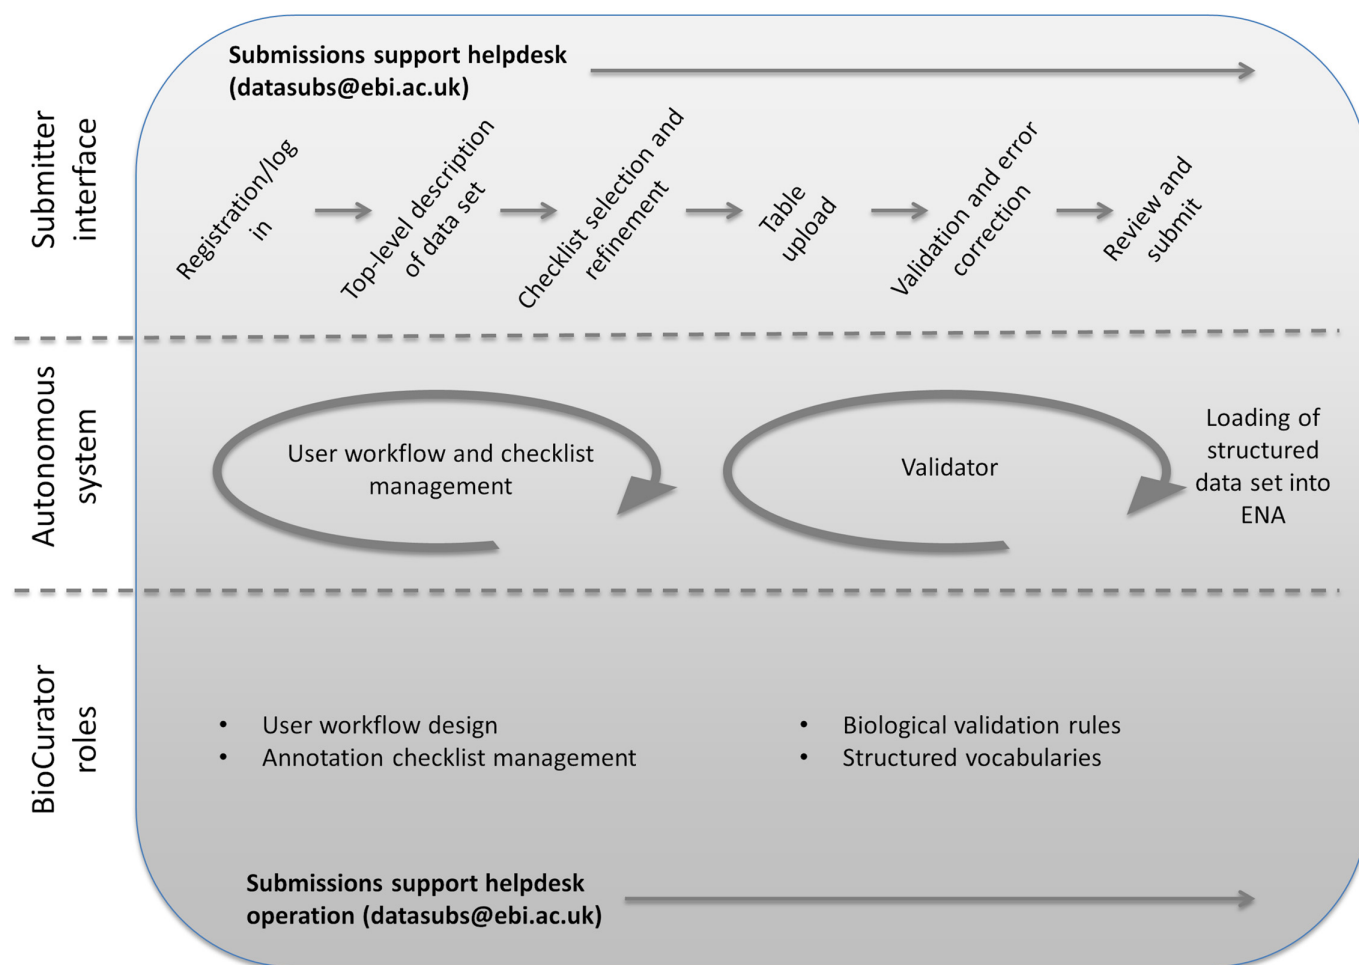 Submissions support helpdesk
(datasubs@ebi.ac.uk)
Submitter
interface
Registration/log
in
Top-level description
of data set
Checklist selection and
refinement
Table
upload
Validation and error
correction
Review and
submit
Autonomous
system
User workflow and checklist
management
Validator
Loading of
structured
data set into
ENA
BioCurator
roles
• User workflow design
• Annotation checklist management
• Biological validation rules
• Structured vocabularies
Submissions support helpdesk
operation (datasubs@ebi.ac.uk)